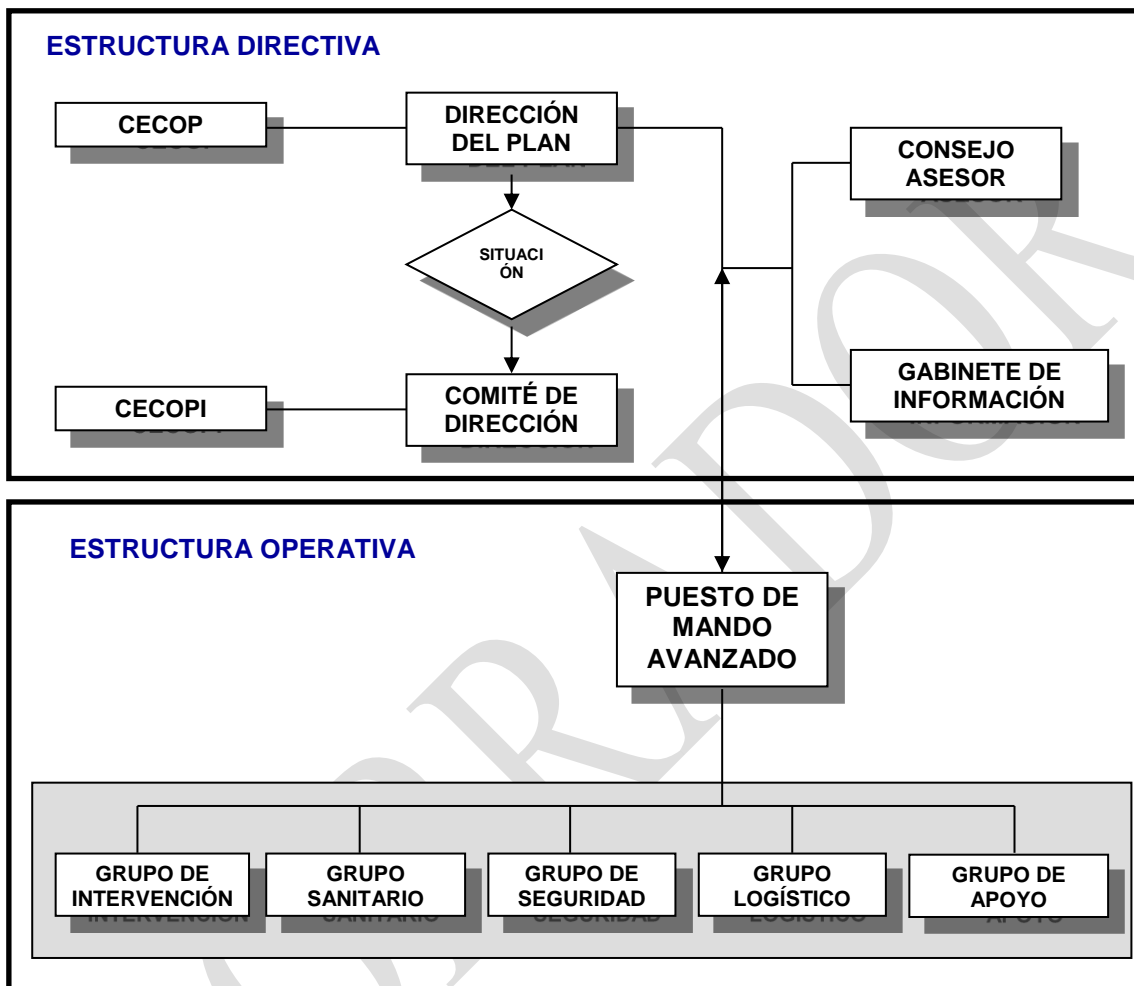 ESTRUCTURA DIRECTIVA
CECOP
DIRECCIÓN
DEL PLAN
CONSEJO
ASESOR
SITUACI
ÓN
CECOPI
COMITÉ DE
DIRECCIÓN
GABINETE DE
INFORMACIÓN
ESTRUCTURA OPERATIVA
PUESTO DE
MANDO
AVANZADO
GRUPO DE
INTERVENCIÓN
GRUPO
SANITARIO
GRUPO DE
SEGURIDAD
GRUPO
LOGÍSTICO
GRUPO DE
APOYO